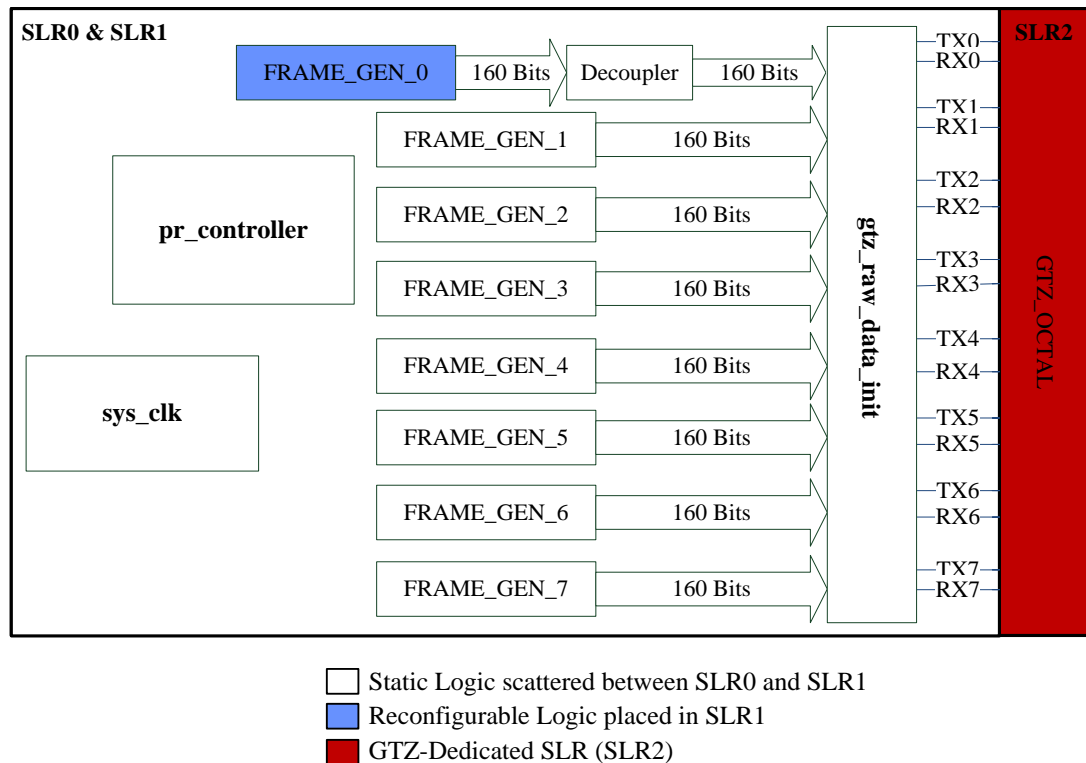 SLR0 & SLR1
SLR2
FRAME_GEN_0
160 Bits
Decoupler
160 Bits
FRAME_GEN_1
160 Bits
FRAME_GEN_2
160 Bits
FRAME_GEN_3
160 Bits
FRAME_GEN_4
160 Bits
FRAME_GEN_5
160 Bits
FRAME_GEN_6
160 Bits
FRAME_GEN_7
160 Bits
pr_controller
sys_clk
gtz_raw_data_init
TX0
RX0
TX1
RX1
TX2
RX2
TX3
RX3
TX4
RX4
TX5
RX5
TX6
RX6
TX7
RX7
GTZ_OCTAL
Static Logic scattered between SLR0 and SLR1
Reconfigurable Logic placed in SLR1
GTZ-Dedicated SLR (SLR2)